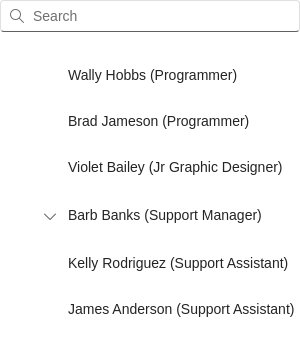 Search
Wally Hobbs (Programmer)
Brad Jameson (Programmer)
Violet Bailey (Jr Graphic Designer)
Barb Banks (Support Manager)
Kelly Rodriguez (Support Assistant)
James Anderson (Support Assistant)